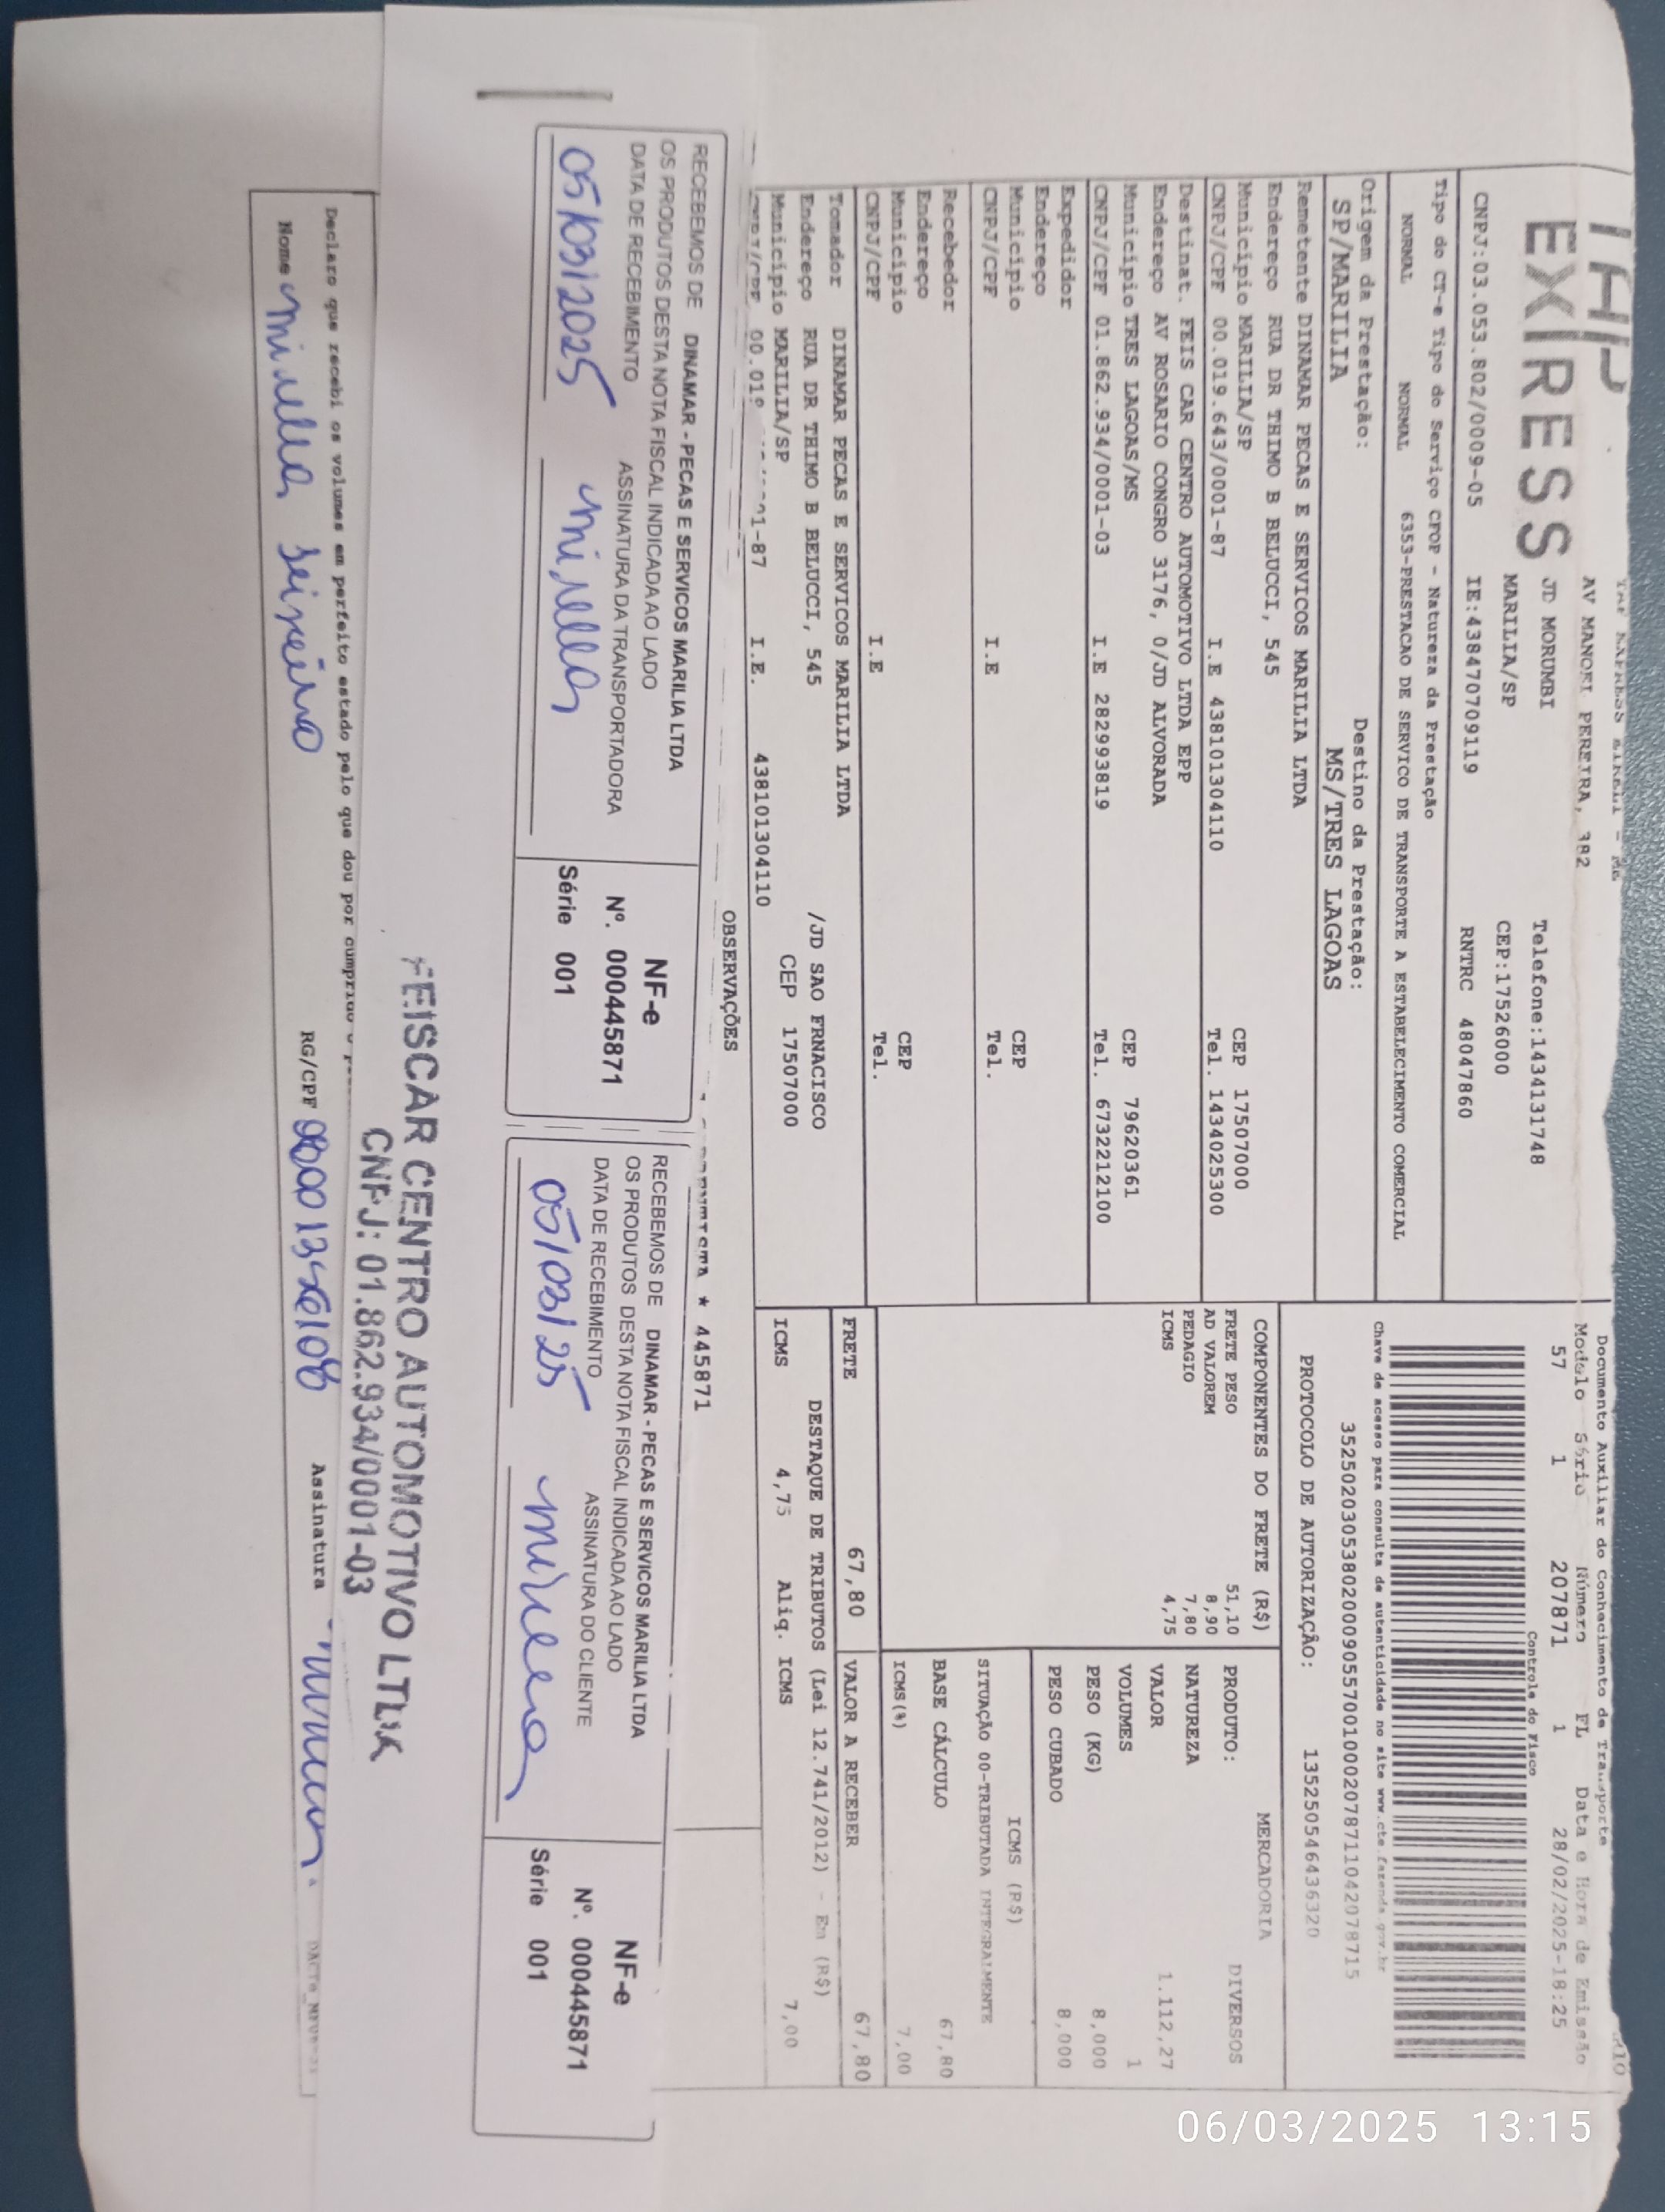 THP
EXPRESS
AV MANOEL PEREIRA, 382
JD MORUMBI
Telefone:1434131748
MARILIA/SP
CEP:17526000
CNPJ:03.053.802/0009-05 IE:438470709119 RNTRC 48047860
Tipo do CT-e Tipo do Serviço CFOP - Natureza da Prestação
NORMAL NORMAL 6353-PRESTACAO DE SERVICO DE TRANSPORTE A ESTABELECIMENTO COMERCIAL
Origem da Prestação: Destino da Prestação:
SP/MARILIA MS/TRES LAGOAS
Documento Auxiliar do Conhecimento de Transporte
Modelo Série Número FL Data e Hora de Emissão
57 1 207871 1 28/02/2025-18:25
Controle do Fisco
Chave de acesso para consulta de autenticidade no site www.cte.fazenda.gov.br
35250203053802000905570010002078711042078715
PROTOCOLO DE AUTORIZAÇÃO: 135250546436320
Remetente DINAMAR PECAS E SERVICOS MARILIA LTDA
Endereço RUA DR THIMO B BELUCCI, 545
Municipio MARILIA/SP CEP 17507000
CNPJ/CPF 00.019.643/0001-87 I.E 438101304110 Tel. 1434025300
Destinat. FEIS CAR CENTRO AUTOMOTIVO LTDA EPP
Endereço AV ROSARIO CONGRO 3176, 0/JD ALVORADA
Municipio TRES LAGOAS/MS CEP 79620361
CNPJ/CPF 01.862.934/0001-03 I.E 282993819 Tel. 6732212100
Expedidor
Endereço
Municipio CEP
CNPJ/CPF I.E Tel.
Recebedor
Endereço
Municipio CEP
CNPJ/CPF I.E Tel.
Tomador DINAMAR PECAS E SERVICOS MARILIA LTDA
Endereço RUA DR THIMO B BELUCCI, 545 /JD SAO FRNACISCO
Municipio MARILIA/SP CEP 17507000
I.E. 438101304110
COMPONENTES DO FRETE (R$)
FRETE PESO 51,10
AD VALOREM 8,90
PEDAGIO 7,80
ICMS 4,75
MERCADORIA
PRODUTO: DIVERSOS
NATUREZA
VALOR 1.112,27
VOLUMES 1
PESO (KG) 8,000
PESO CUBADO 8,000
ICMS (R$)
SITUAÇÃO 00-TRIBUTADA INTEGRALMENTE
BASE CÁLCULO 67,80
ICMS(%) 7,00
FRETE 67,80 VALOR A RECEBER 67,80
DESTAQUE DE TRIBUTOS (Lei 12.741/2012) - Em (R$)
ICMS 4,75 Aliq. ICMS 7,00
OBSERVAÇÕES
* 445871
RECEBEMOS DE DINAMAR - PECAS E SERVICOS MARILIA LTDA
OS PRODUTOS DESTA NOTA FISCAL INDICADA AO LADO
DATA DE RECEBIMENTO ASSINATURA DA TRANSPORTADORA
05/03/2025
NF-e
Nº. 000445871
Série 001
RECEBEMOS DE DINAMAR - PECAS E SERVICOS MARILIA LTDA
OS PRODUTOS DESTA NOTA FISCAL INDICADA AO LADO
DATA DE RECEBIMENTO ASSINATURA DO CLIENTE
05/03/25
NF-e
Nº. 000445871
Série 001
FEISCAR CENTRO AUTOMOTIVO LTDA
CNPJ: 01.862.934/0001-03
Declaro que recebi os volumes em perfeito estado pelo que dou por cumprido
Nome RG/CPF Assinatura
06/03/2025 13:15